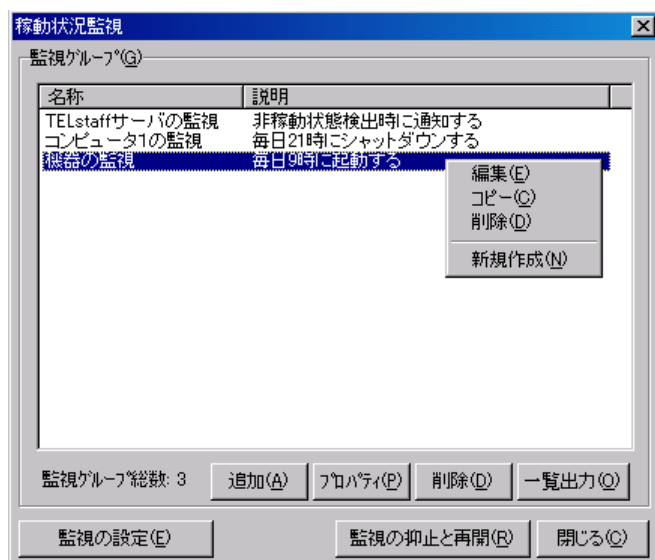 稼動状況監視
監視ｸﾞﾙｰﾌﾟ(G)
名称 説明
TELstaffサーバの監視 非稼動状態検出時に通知する
コンピュータ1の監視 毎日21時にシャットダウンする
機器の監視 毎日9時に起動する
編集(E)
コピー(C)
削除(D)
新規作成(N)
監視ｸﾞﾙｰﾌﾟ総数: 3 追加(A) ﾌﾟﾛﾊﾟﾃｨ(P) 削除(D) 一覧出力(O)
監視の設定(E) 監視の抑止と再開(R) 閉じる(C)